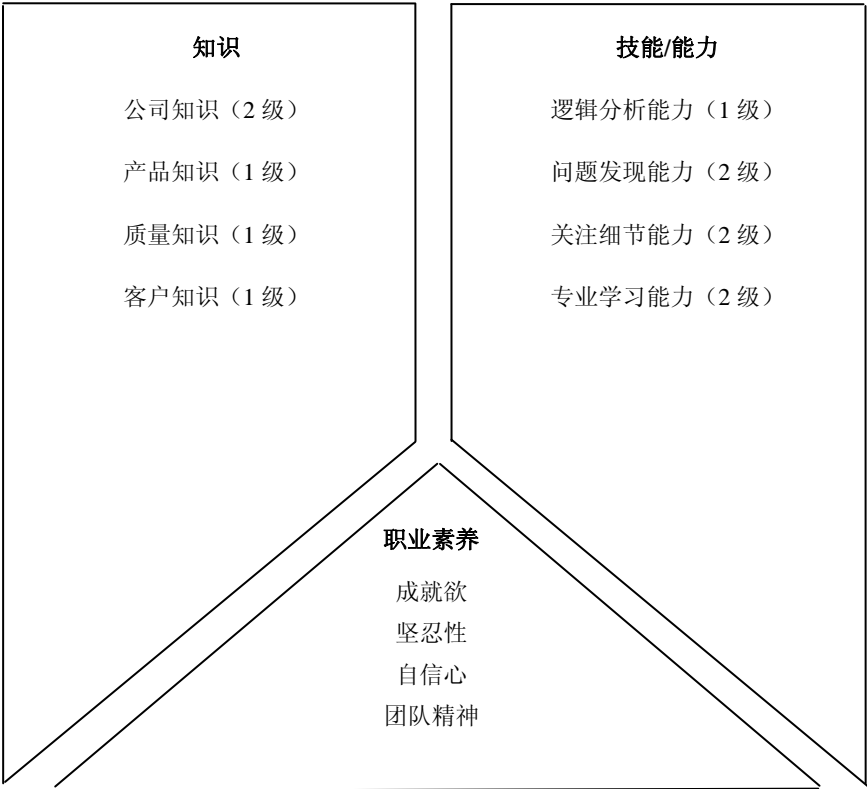 知识
公司知识（2 级）
产品知识（1 级）
质量知识（1 级）
客户知识（1 级）
技能/能力
逻辑分析能力（1 级）
问题发现能力（2 级）
关注细节能力（2 级）
专业学习能力（2 级）
职业素养
成就欲
坚忍性
自信心
团队精神